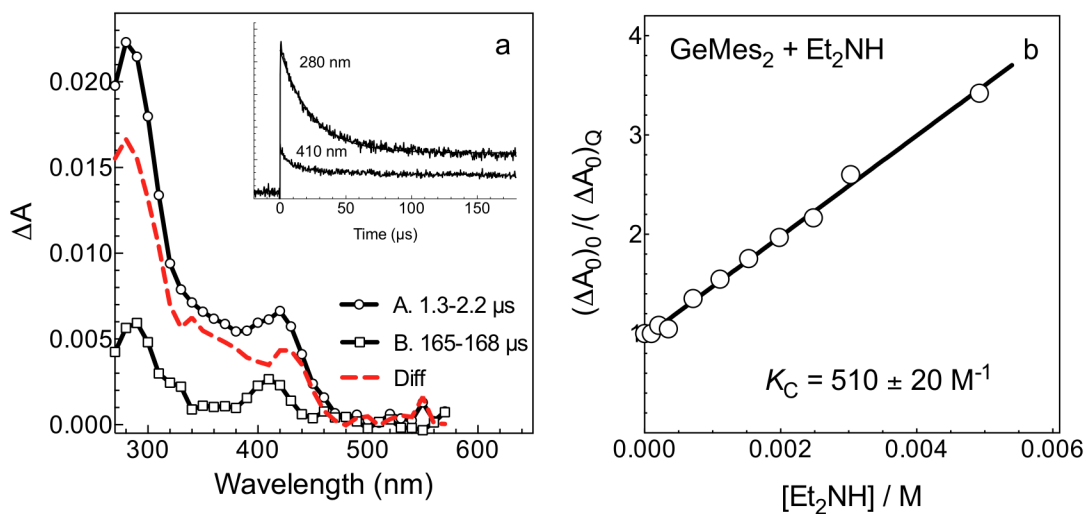 a
0.020
0.015
0.010
0.005
0.000
ΔA
300
400
500
600
Wavelength (nm)
280 nm
410 nm
0
50
100
150
Time (µs)
A. 1.3-2.2 µs
B. 165-168 µs
Diff
b
GeMes₂ + Et₂NH
4
3
2
1
(ΔA₀)₀ /( ΔA₀)Q
K_C = 510 ± 20 M⁻¹
0.000
0.002
0.004
0.006
[Et₂NH] / M